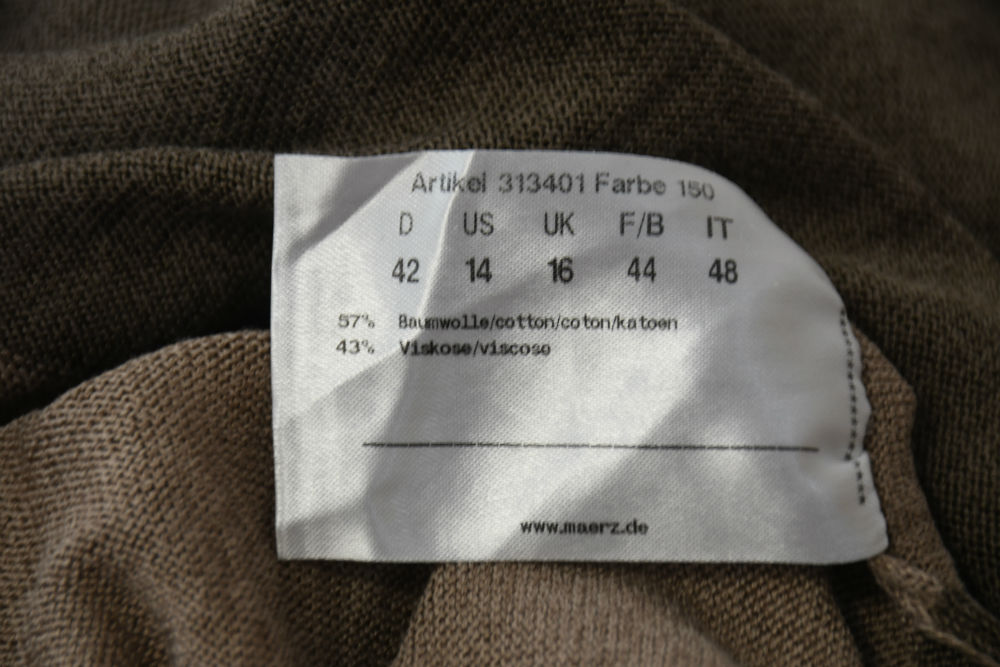 Artikel 313401 Farbe 150
D US UK F/B IT
42 14 16 44 48
57% Baumwolle/cotton/coton/katoen
43% Viskose/viscose
www.maerz.de